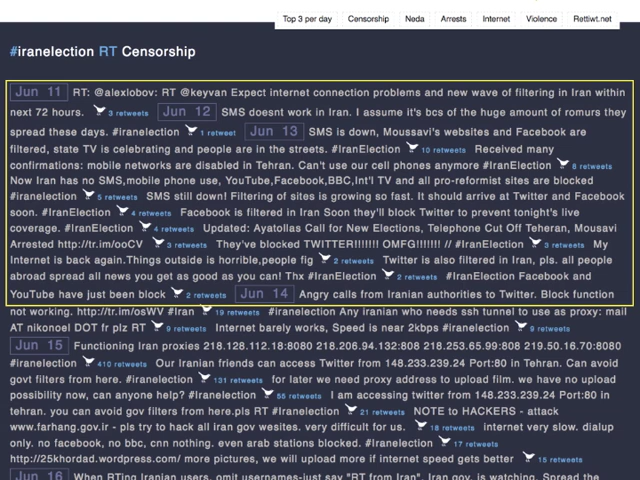 Top 3 per day Censorship Neda Arrests Internet Violence Rettiwt.net
#iranelection RT Censorship
Jun 11 RT: @alexlobov: RT @keyvan Expect internet connection problems and new wave of filtering in Iran within
next 72 hours. 3 retweets Jun 12 SMS doesnt work in Iran. I assume it's bcs of the huge amount of romurs they
spread these days. #iranelection 1 retweet Jun 13 SMS is down, Moussavi's websites and Facebook are
filtered, state TV is celebrating and people are in the streets. #IranElection 10 retweets Received many
confirmations: mobile networks are disabled in Tehran. Can't use our cell phones anymore #IranElection 8 retweets
Now Iran has no SMS,mobile phone use, YouTube,Facebook,BBC,Int'l TV and all pro-reformist sites are blocked
#iranelection 5 retweets SMS still down! Filtering of sites is growing so fast. It should arrive at Twitter and Facebook
soon. #IranElection 4 retweets Facebook is filtered in Iran Soon they'll block Twitter to prevent tonight's live
coverage. #IranElection 4 retweets Updated: Ayatollas Call for New Elections, Telephone Cut Off Teheran, Mousavi
Arrested http://tr.im/ooCV 3 retweets They've blocked TWITTER!!!!!!! OMFG!!!!!!! // #IranElection 3 retweets My
Internet is back again.Things outside is horrible,people fig 2 retweets Twitter is also filtered in Iran, pls. all people
abroad spread all news you get as good as you can! Thx #IranElection 2 retweets #IranElection Facebook and
YouTube have just been block 2 retweets Jun 14 Angry calls from Iranian authorities to Twitter. Block function
not working. http://tr.im/osWV #Iran 19 retweets #iranelection Any iranian who needs ssh tunnel to use as proxy: mail
AT nikonoel DOT fr plz RT 9 retweets Internet barely works, Speed is near 2kbps #iranelection 9 retweets
Jun 15 Functioning Iran proxies 218.128.112.18:8080 218.206.94.132:808 218.253.65.99:808 219.50.16.70:8080
#iranelection 410 retweets Our Iranian friends can access Twitter from 148.233.239.24 Port:80 in Tehran. Can avoid
govt filters from here. #iranelection 131 retweets for later we need proxy address to upload film. we have no upload
possibility now, can anyone help? #IranElection 55 retweets I am accessing twitter from 148.233.239.24 Port:80 in
tehran. you can avoid gov filters from here.pls RT #Iranelection 21 retweets NOTE to HACKERS - attack
www.farhang.gov.ir - pls try to hack all iran gov wesites. very difficult for us. 18 retweets internet very slow. dialup
only. no facebook, no bbc, cnn nothing. even arab stations blocked. #Iranelection 17 retweets
http://25khordad.wordpress.com/ more pictures, we will upload more if internet speed gets better 15 retweets
Jun 16 When RTing Iranian users, omit usernames-just say "RT from Iran". Iran gov. is watching. Spread the